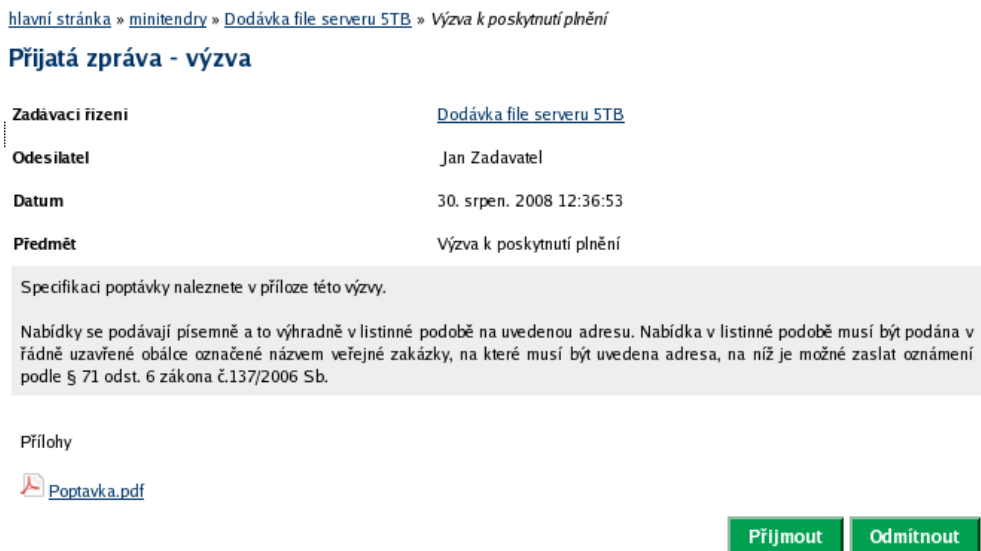 hlavní stránka » minitendry » Dodávka file serveru 5TB » Výzva k poskytnutí plnění
Přijatá zpráva - výzva
Zadávací řízení Dodávka file serveru 5TB
Odesilatel Jan Zadavatel
Datum 30. srpen. 2008 12:36:53
Předmět Výzva k poskytnutí plnění
Specifikaci poptávky naleznete v příloze této výzvy.
Nabídky se podávají písemně a to výhradně v listinné podobě na uvedenou adresu. Nabídka v listinné podobě musí být podána v
řádně uzavřené obálce označené názvem veřejné zakázky, na které musí být uvedena adresa, na níž je možné zaslat oznámení
podle § 71 odst. 6 zákona č.137/2006 Sb.
Přílohy
Poptavka.pdf
Přijmout Odmítnout